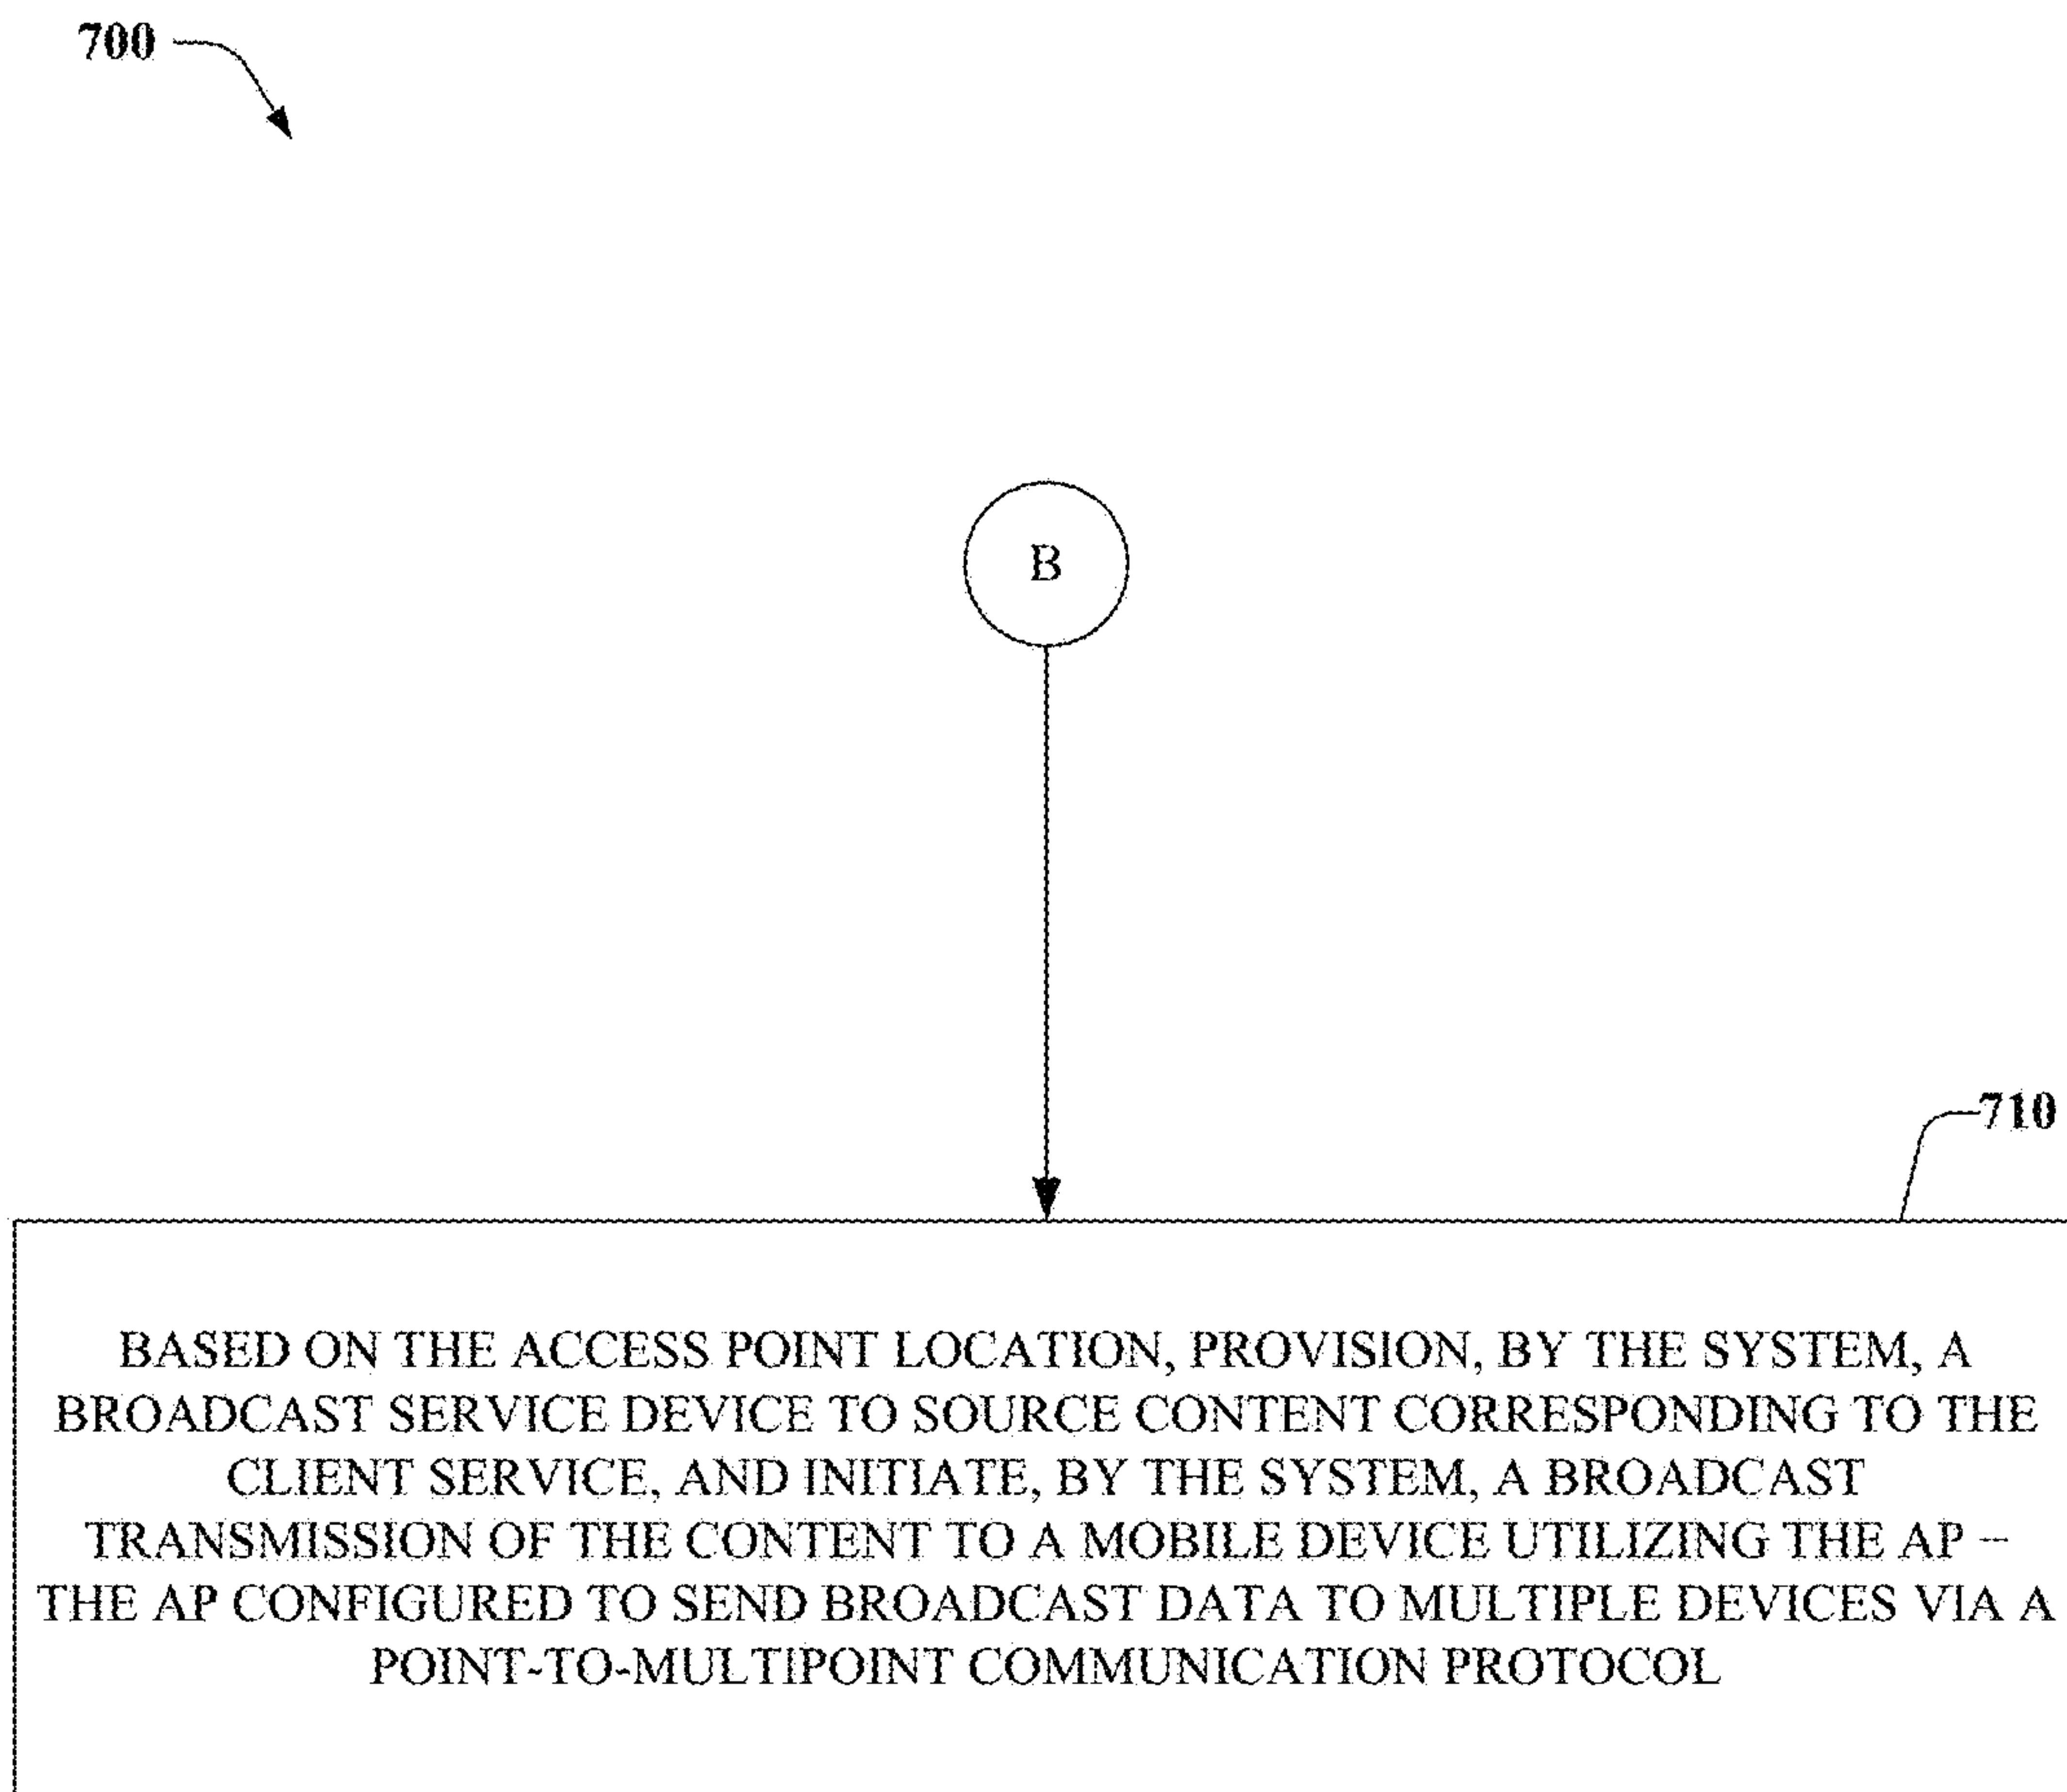 700
B
710
BASED ON THE ACCESS POINT LOCATION, PROVISION, BY THE SYSTEM, A
BROADCAST SERVICE DEVICE TO SOURCE CONTENT CORRESPONDING TO THE
CLIENT SERVICE, AND INITIATE, BY THE SYSTEM, A BROADCAST
TRANSMISSION OF THE CONTENT TO A MOBILE DEVICE UTILIZING THE AP –
THE AP CONFIGURED TO SEND BROADCAST DATA TO MULTIPLE DEVICES VIA A
POINT-TO-MULTIPOINT COMMUNICATION PROTOCOL